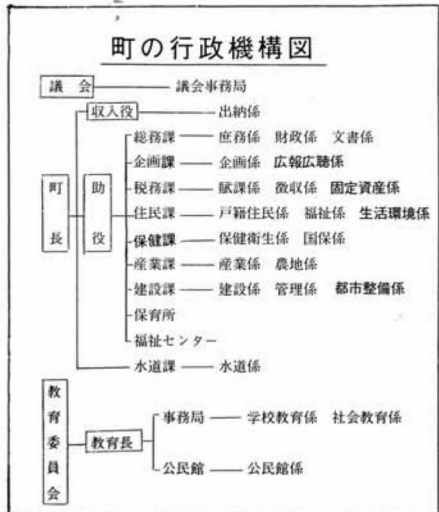 町の行政機構図
議会 議会事務局
収入役 出納係
総務課 庶務係 財政係 文書係
企画課 企画係 広報広聴係
税務課 賦課係 徴収係 固定資産係
町長 助役 住民課 戸籍住民係 福祉係 生活環境係
保健課 保健衛生係 国保係
産業課 産業係 農地係
建設課 建設係 管理係 都市整備係
保育所
福祉センター
水道課 水道係
教育委員会 教育長
事務局 学校教育係 社会教育係
公民館 公民館係